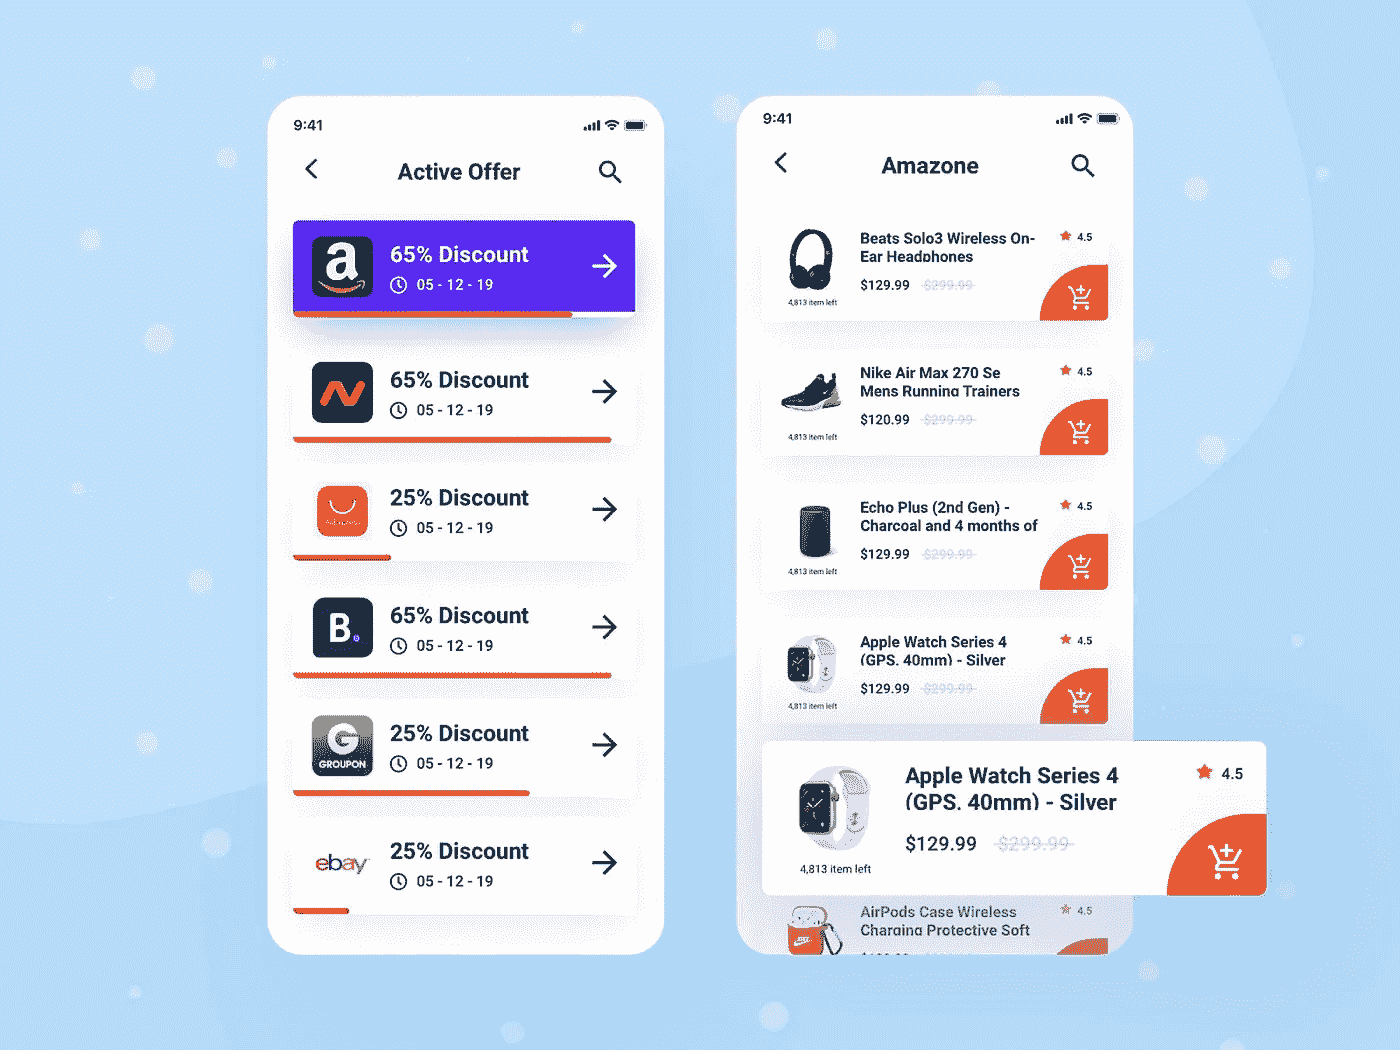 9:41
Active Offer
a
65% Discount
05 - 12 - 19
65% Discount
05 - 12 - 19
25% Discount
05 - 12 - 19
B.
65% Discount
05 - 12 - 19
G
GROUPON
25% Discount
05 - 12 - 19
ebay
25% Discount
05 - 12 - 19
9:41
Amazone
Beats Solo3 Wireless On-
Ear Headphones
4.5
$129.99 $299.99
4,813 item left
Nike Air Max 270 Se
Mens Running Trainers
4.5
$120.99 $299.99
4,813 item left
Echo Plus (2nd Gen) -
Charcoal and 4 months of
4.5
$129.99 $299.99
4,813 item left
Apple Watch Series 4
(GPS, 40mm) - Silver
4.5
$129.99 $299.99
4,813 item left
Apple Watch Series 4
(GPS, 40mm) - Silver
4.5
$129.99 $299.99
4,813 item left
AirPods Case Wireless
Charging Protective Soft
4.5